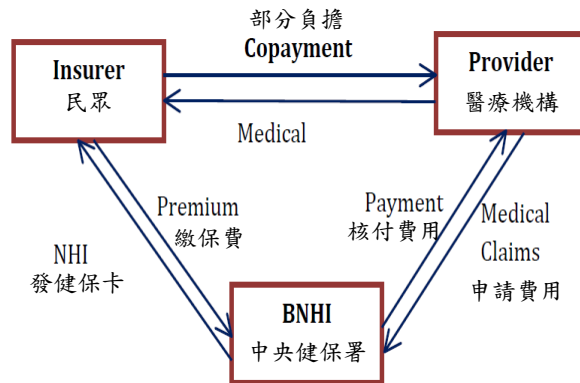 部分負擔
Copayment
Insurer
民眾
Provider
醫療機構
Medical
Premium
繳保費
Payment
核付費用
Medical
Claims
申請費用
NHI
發健保卡
BNHI
中央健保署